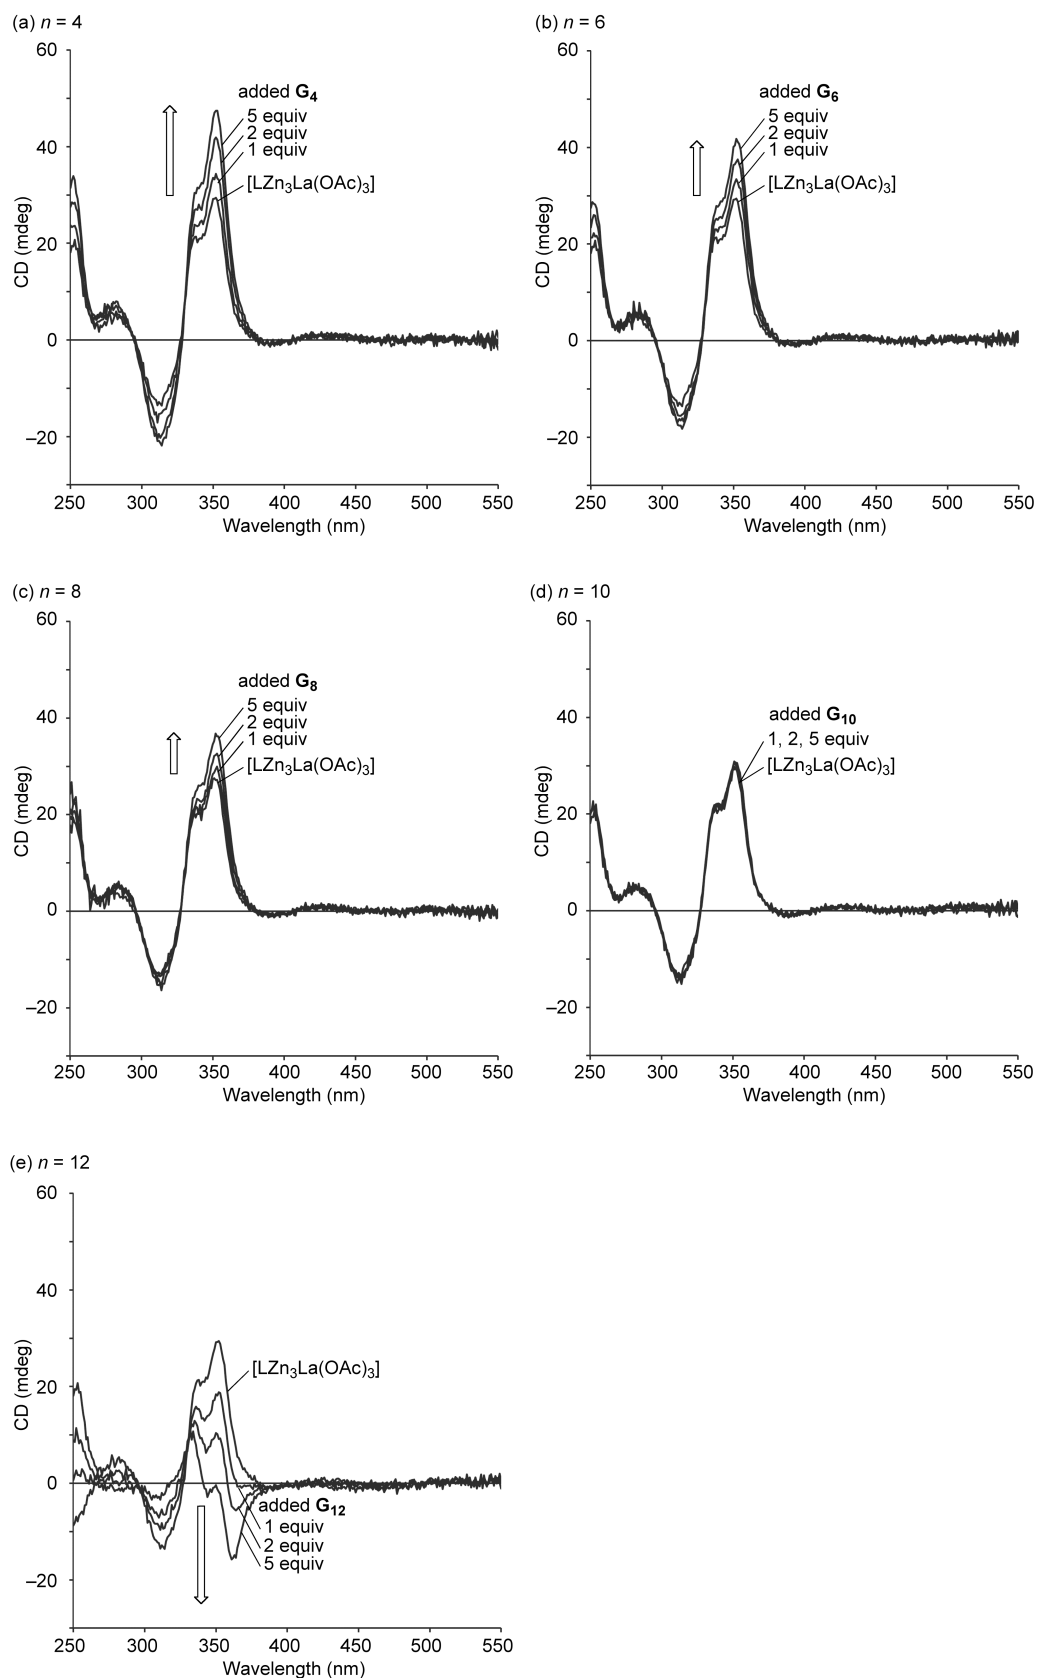 (a) n = 4
60
40
20
0
–20
CD (mdeg)
added G4
5 equiv
2 equiv
1 equiv
[LZn3La(OAc)3]
250 300 350 400 450 500 550
Wavelength (nm)
(b) n = 6
60
40
20
0
–20
CD (mdeg)
added G6
5 equiv
2 equiv
1 equiv
[LZn3La(OAc)3]
250 300 350 400 450 500 550
Wavelength (nm)
(c) n = 8
60
40
20
0
–20
CD (mdeg)
added G8
5 equiv
2 equiv
1 equiv
[LZn3La(OAc)3]
250 300 350 400 450 500 550
Wavelength (nm)
(d) n = 10
60
40
20
0
–20
CD (mdeg)
added G10
1, 2, 5 equiv
[LZn3La(OAc)3]
250 300 350 400 450 500 550
Wavelength (nm)
(e) n = 12
60
40
20
0
–20
CD (mdeg)
[LZn3La(OAc)3]
added G12
1 equiv
2 equiv
5 equiv
250 300 350 400 450 500 550
Wavelength (nm)